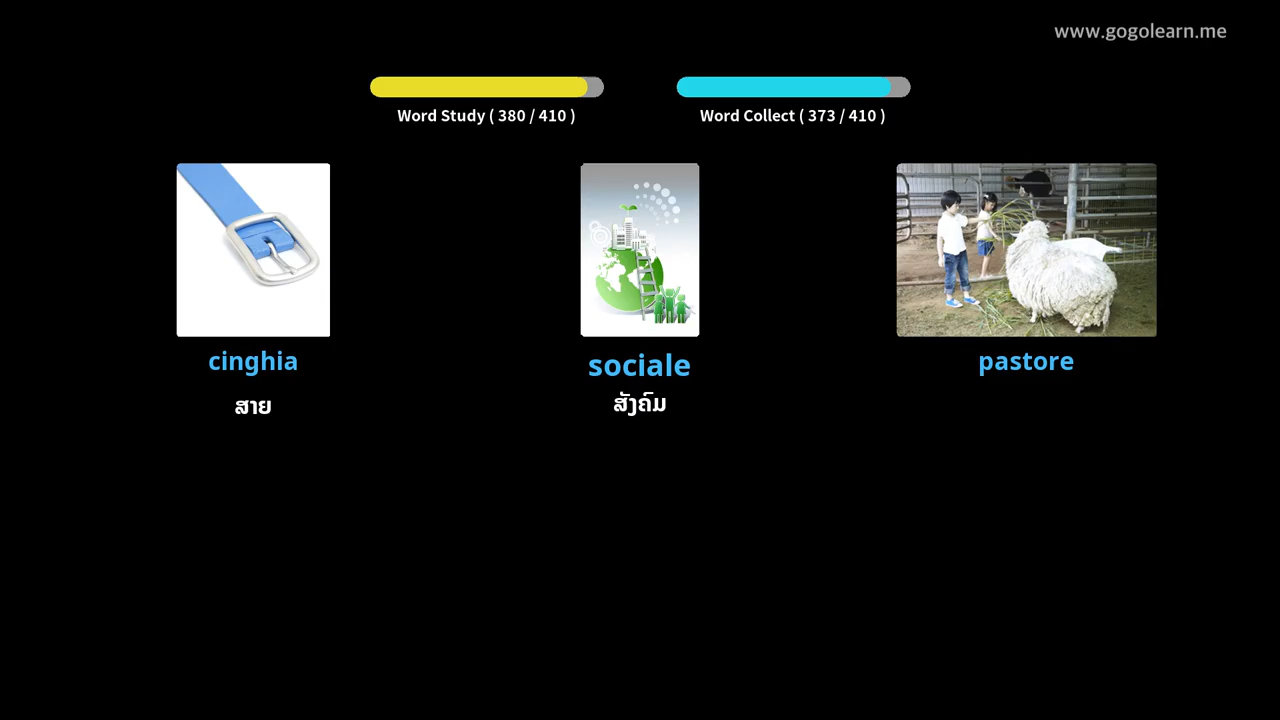 www.gogolearn.me
Word Study ( 380 / 410 )
Word Collect ( 373 / 410 )
cinghia
sociale
pastore
ສາຍ
ສັງຄົມ